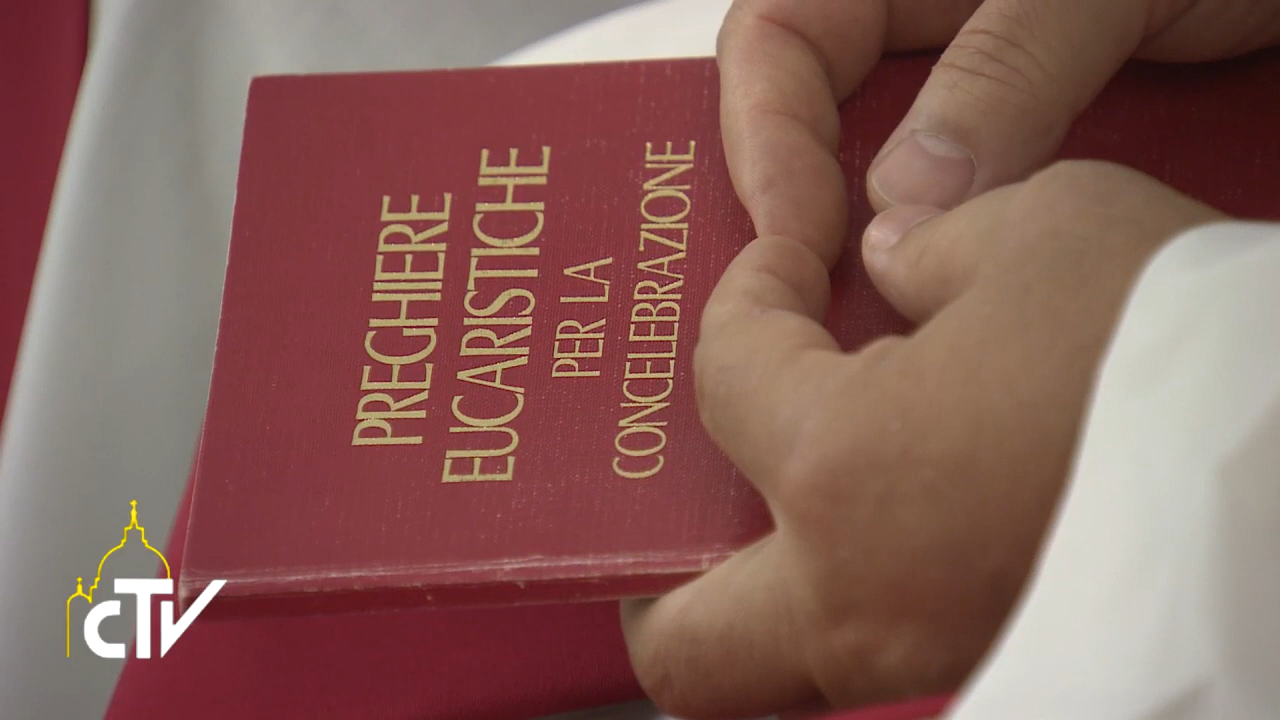 PREGHIERE
EUCARISTICHE
PER LA
CONCELEBRAZIONE
CTV